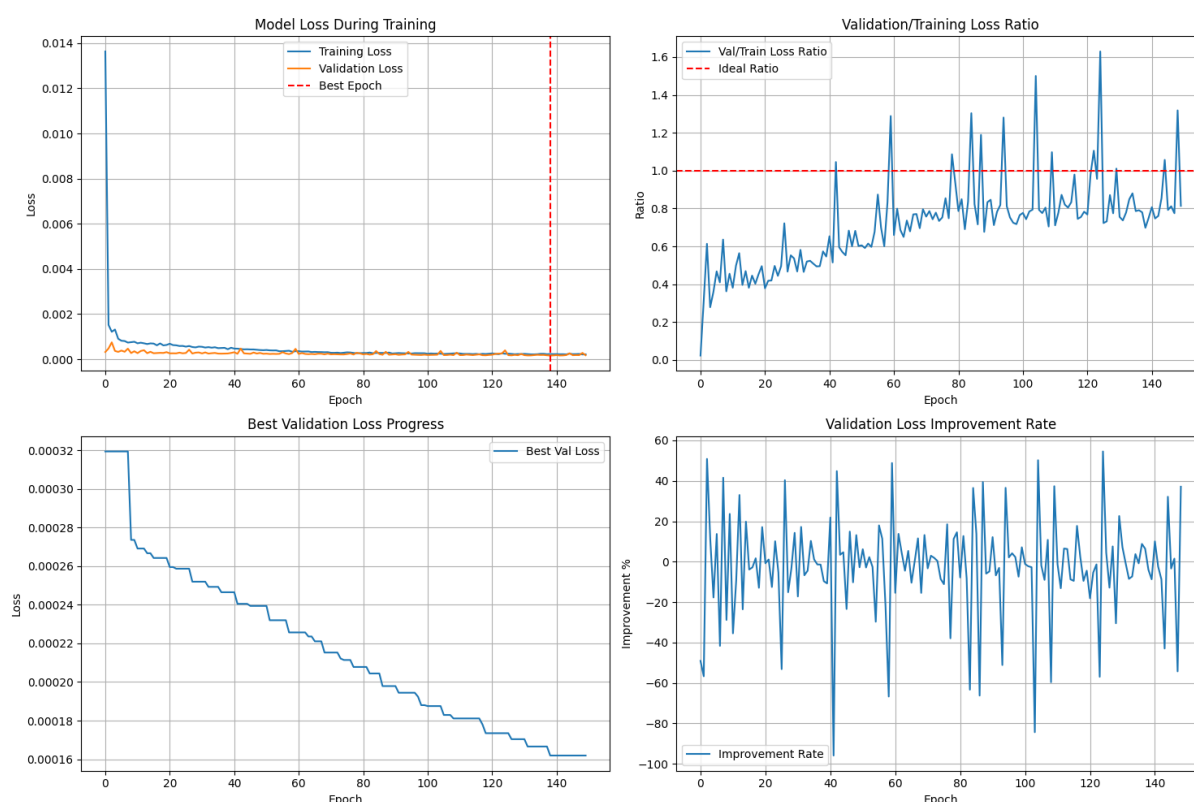 Model Loss During Training
Loss
0.014
0.012
0.010
0.008
0.006
0.004
0.002
0.000
Training Loss
Validation Loss
Best Epoch
0 20 40 60 80 100 120 140
Epoch
Validation/Training Loss Ratio
Ratio
1.6
1.4
1.2
1.0
0.8
0.6
0.4
0.2
0.0
Val/Train Loss Ratio
Ideal Ratio
0 20 40 60 80 100 120 140
Epoch
Best Validation Loss Progress
Loss
0.00032
0.00030
0.00028
0.00026
0.00024
0.00022
0.00020
0.00018
0.00016
Best Val Loss
0 20 40 60 80 100 120 140
Epoch
Validation Loss Improvement Rate
Improvement %
60
40
20
0
−20
−40
−60
−80
−100
Improvement Rate
0 20 40 60 80 100 120 140
Epoch